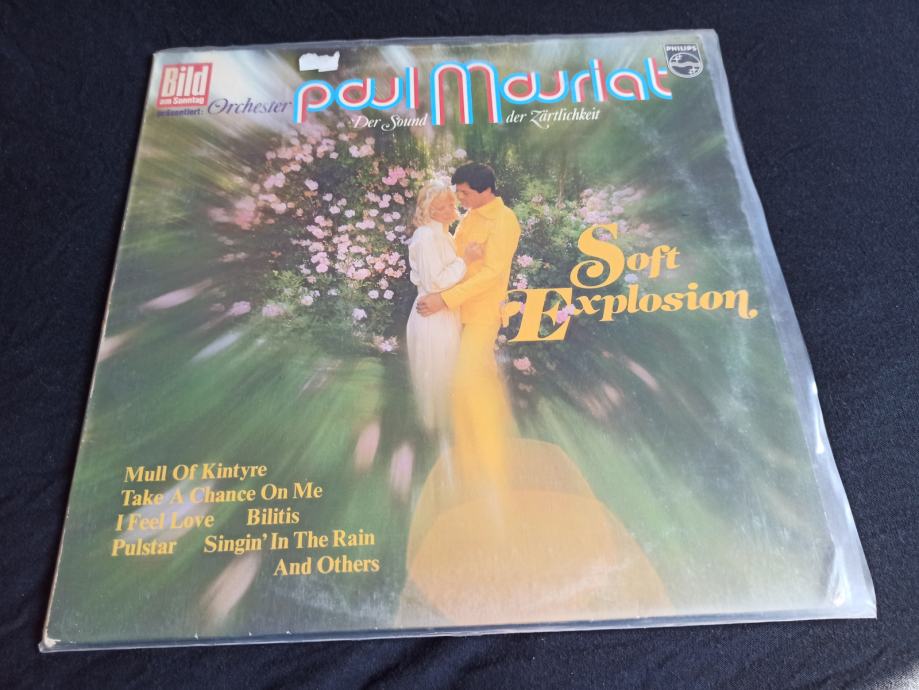 Bild
am Sonntag
präsentiert:
Orchester
Paul Mauriat
Der Sound der Zärtlichkeit
PHILIPS
Soft
Explosion
Mull Of Kintyre
Take A Chance On Me
I Feel Love Bilitis
Pulstar Singin' In The Rain
And Others